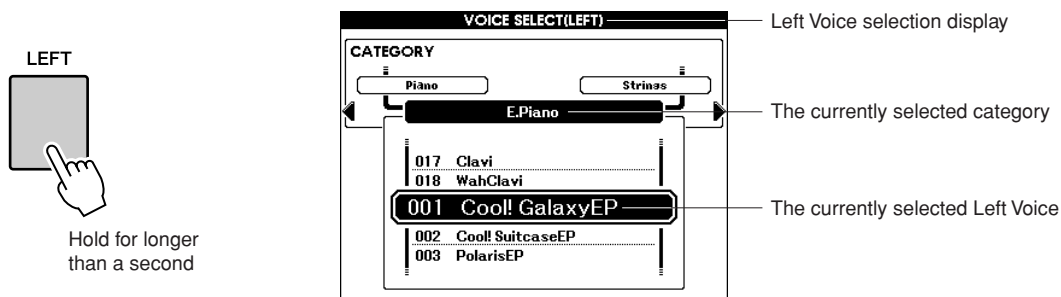 LEFT
Hold for longer
than a second
VOICE SELECT(LEFT)
CATEGORY
Piano
Strings
E.Piano
017 Clavi
018 WahClavi
001 Cool! GalaxyEP
002 Cool! SuitcaseEP
003 PolarisEP
Left Voice selection display
The currently selected category
The currently selected Left Voice